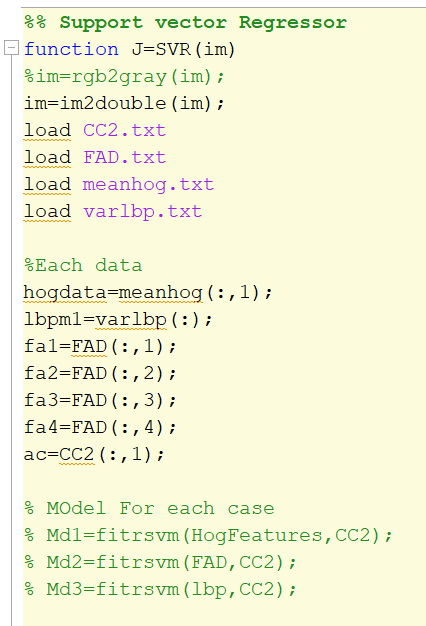 %% Support vector Regressor
function J=SVR(im)
%im=rgb2gray(im);
im=im2double(im);
load CC2.txt
load FAD.txt
load meanhog.txt
load varlbp.txt
%Each data
hogdata=meanhog(:,1);
lbpm1=varlbp(:);
fa1=FAD(:,1);
fa2=FAD(:,2);
fa3=FAD(:,3);
fa4=FAD(:,4);
ac=CC2(:,1);
% MOdel For each case
% Md1=fitrsvm(HogFeatures,CC2);
% Md2=fitrsvm(FAD,CC2);
% Md3=fitrsvm(lbp,CC2);